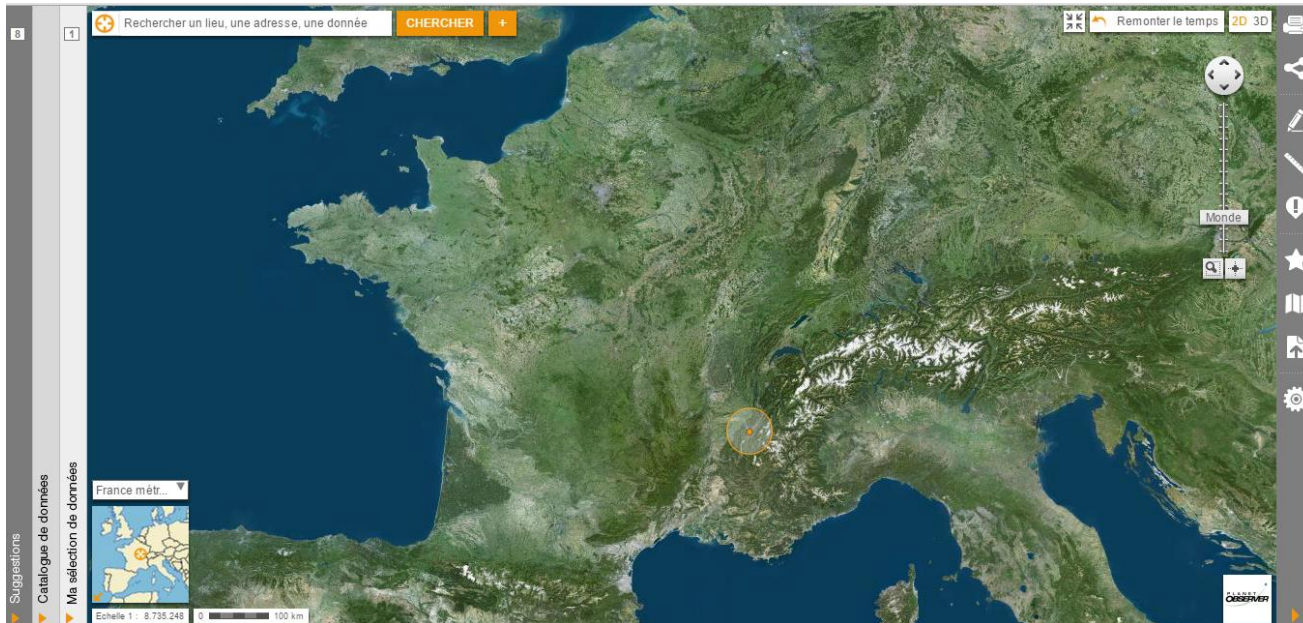 8
Suggestions
Catalogue de données
1
Ma sélection de données
Rechercher un lieu, une adresse, une donnée
CHERCHER
+
Remonter le temps
2D 3D
Monde
France métr...
Echelle 1 : 8.735.248
0 100 km
PLANET
OBSERVER